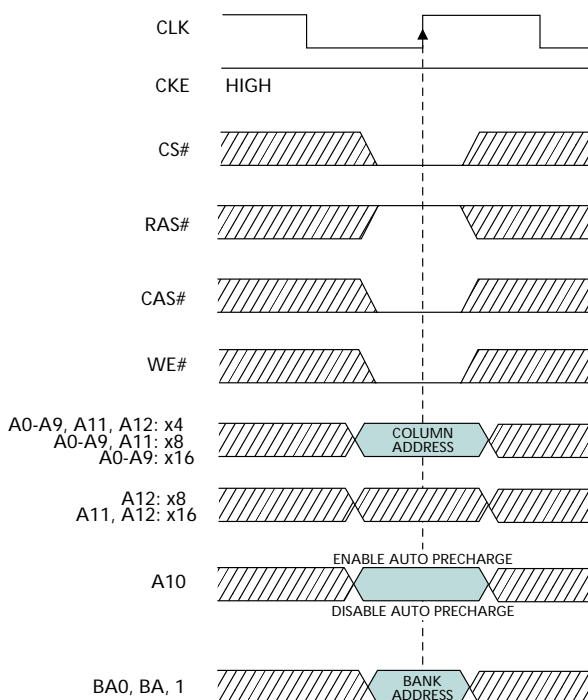 CLK
CKE HIGH
CS#
RAS#
CAS#
WE#
A0-A9, A11, A12: x4
A0-A9, A11: x8
A0-A9: x16
COLUMN
ADDRESS
A12: x8
A11, A12: x16
ENABLE AUTO PRECHARGE
A10
DISABLE AUTO PRECHARGE
BA0, BA, 1
BANK
ADDRESS